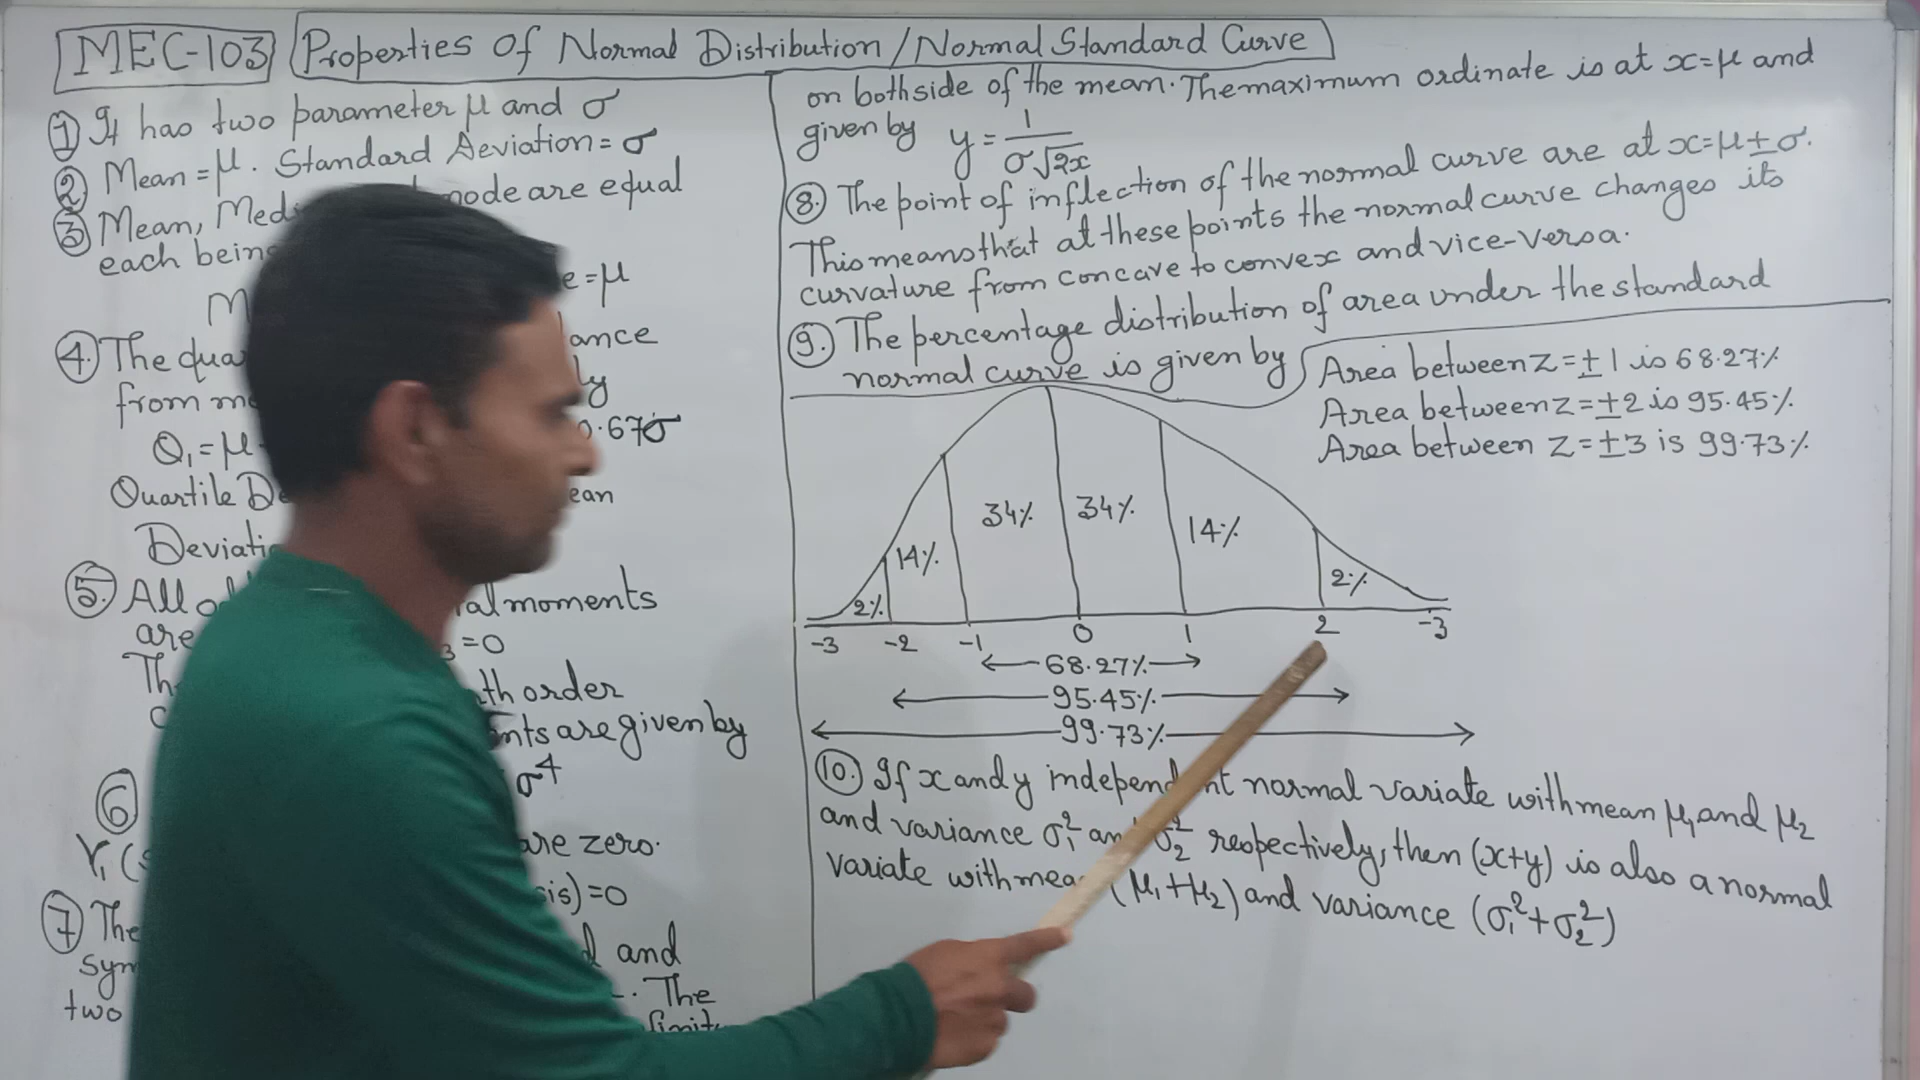 MEC-103 Properties Of Normal Distribution/Normal Standard Curve
① It has two parameter μ and σ
② Mean = μ. Standard Deviation = σ
③ Mean, Medi mode are equal
each being
M e = μ
④ The qua ance
from m ly
Q₁ = μ 0.67σ
Quartile De ean
Deviatio
⑤ All o al moments
are ₃ = 0
Th th order
nts are given by
σ⁴
⑥ are zero.
γ₁ ( sis) = 0
⑦ The d and
sym The
two
on bothside of the mean. The maximum ordinate is at x=μ and
given by y = 1/σ√2x
⑧ The point of inflection of the normal curve are at x=μ±σ.
This means that at these points the normal curve changes its
curvature from concave to convex and vice-versa.
⑨ The percentage distribution of area under the standard
normal curve is given by
Area between z = ±1 is 68.27%
Area between z = ±2 is 95.45%
Area between z = ±3 is 99.73%
2% 14% 34% 34% 14% 2%
-3 -2 -1 0 1 2 -3
68.27%
95.45%
99.73%
⑩ If x and y independent normal variate with mean μ₁ and μ₂
and variance σ₁² and σ₂² respectively, then (x+y) is also a normal
variate with mea (μ₁+μ₂) and variance (σ₁²+σ₂²)